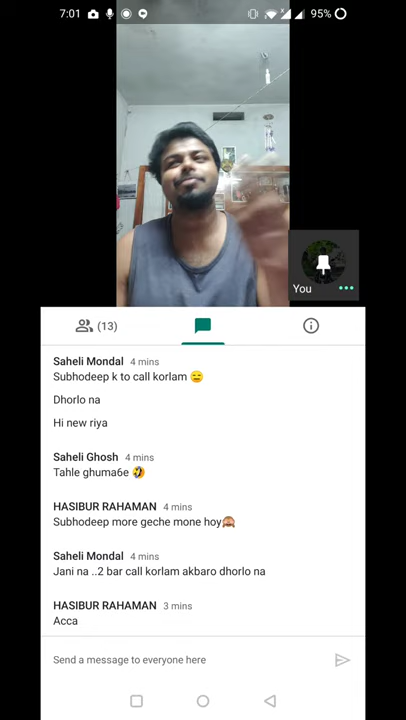 7:01
95%
You
(13)
Saheli Mondal 4 mins
Subhodeep k to call korlam 😑
Dhorlo na
Hi new riya
Saheli Ghosh 4 mins
Tahle ghuma6e 🤣
HASIBUR RAHAMAN 4 mins
Subhodeep more geche mone hoy🙈
Saheli Mondal 4 mins
Jani na ..2 bar call korlam akbaro dhorlo na
HASIBUR RAHAMAN 3 mins
Acca
Send a message to everyone here